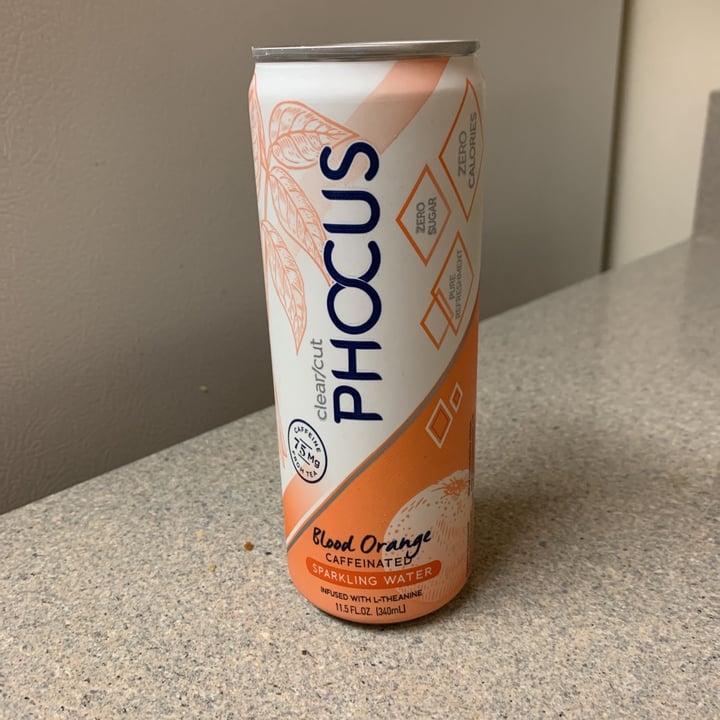 clear/cut
PHOCUS
ZERO
CALORIES
ZERO
SUGAR
PURE
REFRESHMENT
CAFFEINE
75Mg
FROM TEA
Blood Orange
CAFFEINATED
SPARKLING WATER
INFUSED WITH L-THEANINE
11.5 FL.OZ. (340mL)